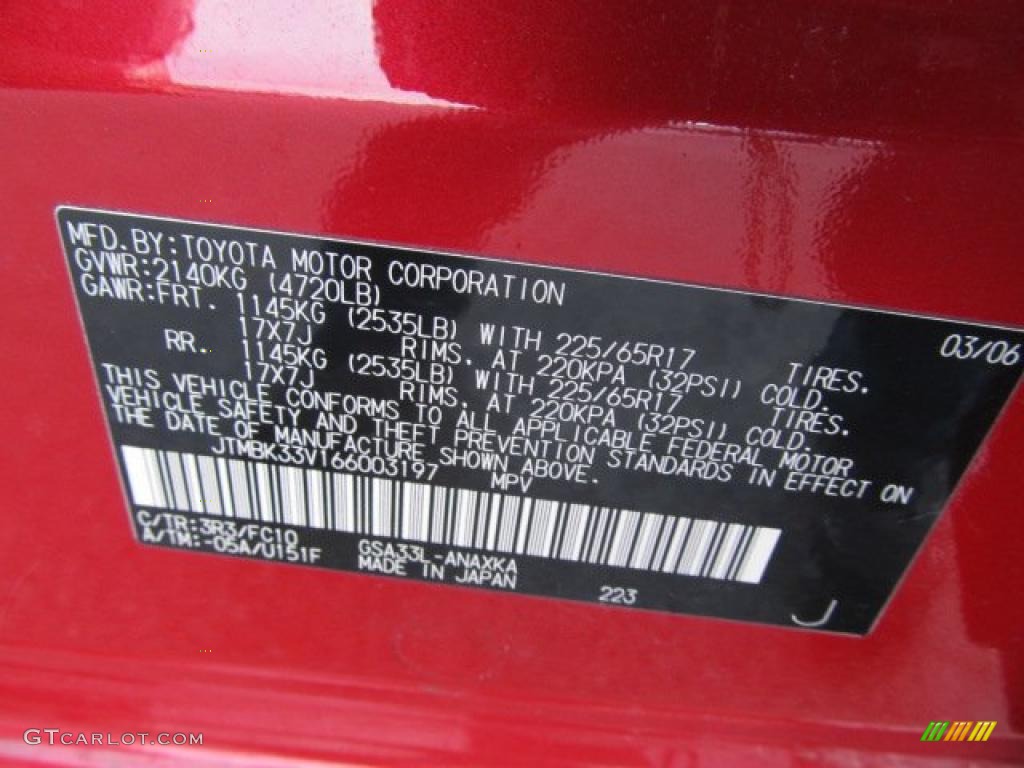 MFD.BY:TOYOTA MOTOR CORPORATION 03/06
GVWR:2140KG (4720LB)
GAWR:FRT. 1145KG (2535LB) WITH 225/65R17 TIRES.
17X7J RIMS. AT 220KPA (32PSI) COLD.
RR. 1145KG (2535LB) WITH 225/65R17 TIRES.
17X7J RIMS. AT 220KPA (32PSI) COLD.
THIS VEHICLE CONFORMS TO ALL APPLICABLE FEDERAL MOTOR
VEHICLE SAFETY AND THEFT PREVENTION STANDARDS IN EFFECT ON
THE DATE OF MANUFACTURE SHOWN ABOVE.
JTMBK33V166003197 MPV
C/TR:3R3/FC10 GSA33L-ANAXKA
A/TM:-05A/U151F MADE IN JAPAN
223 J
GTCARLOT.COM